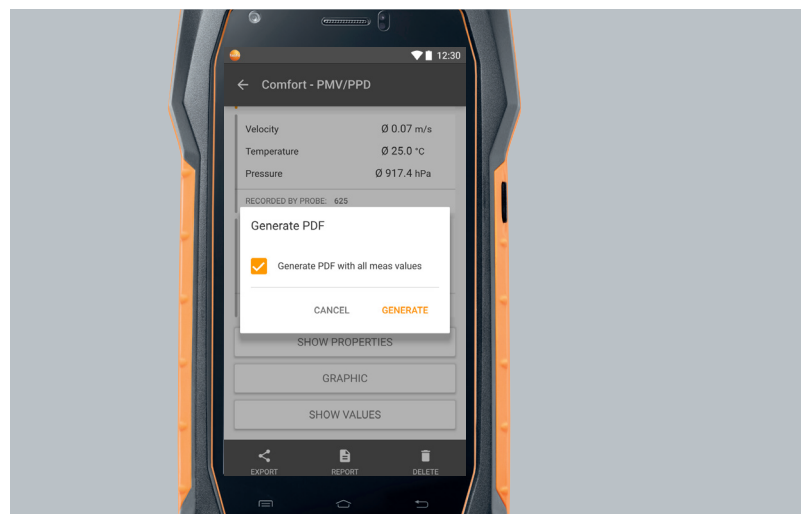 12:30
Comfort - PMV/PPD
Velocity Ø 0.07 m/s
Temperature Ø 25.0 °C
Pressure Ø 917.4 hPa
RECORDED BY PROBE: 625
Generate PDF
Generate PDF with all meas values
CANCEL GENERATE
SHOW PROPERTIES
GRAPHIC
SHOW VALUES
EXPORT REPORT DELETE